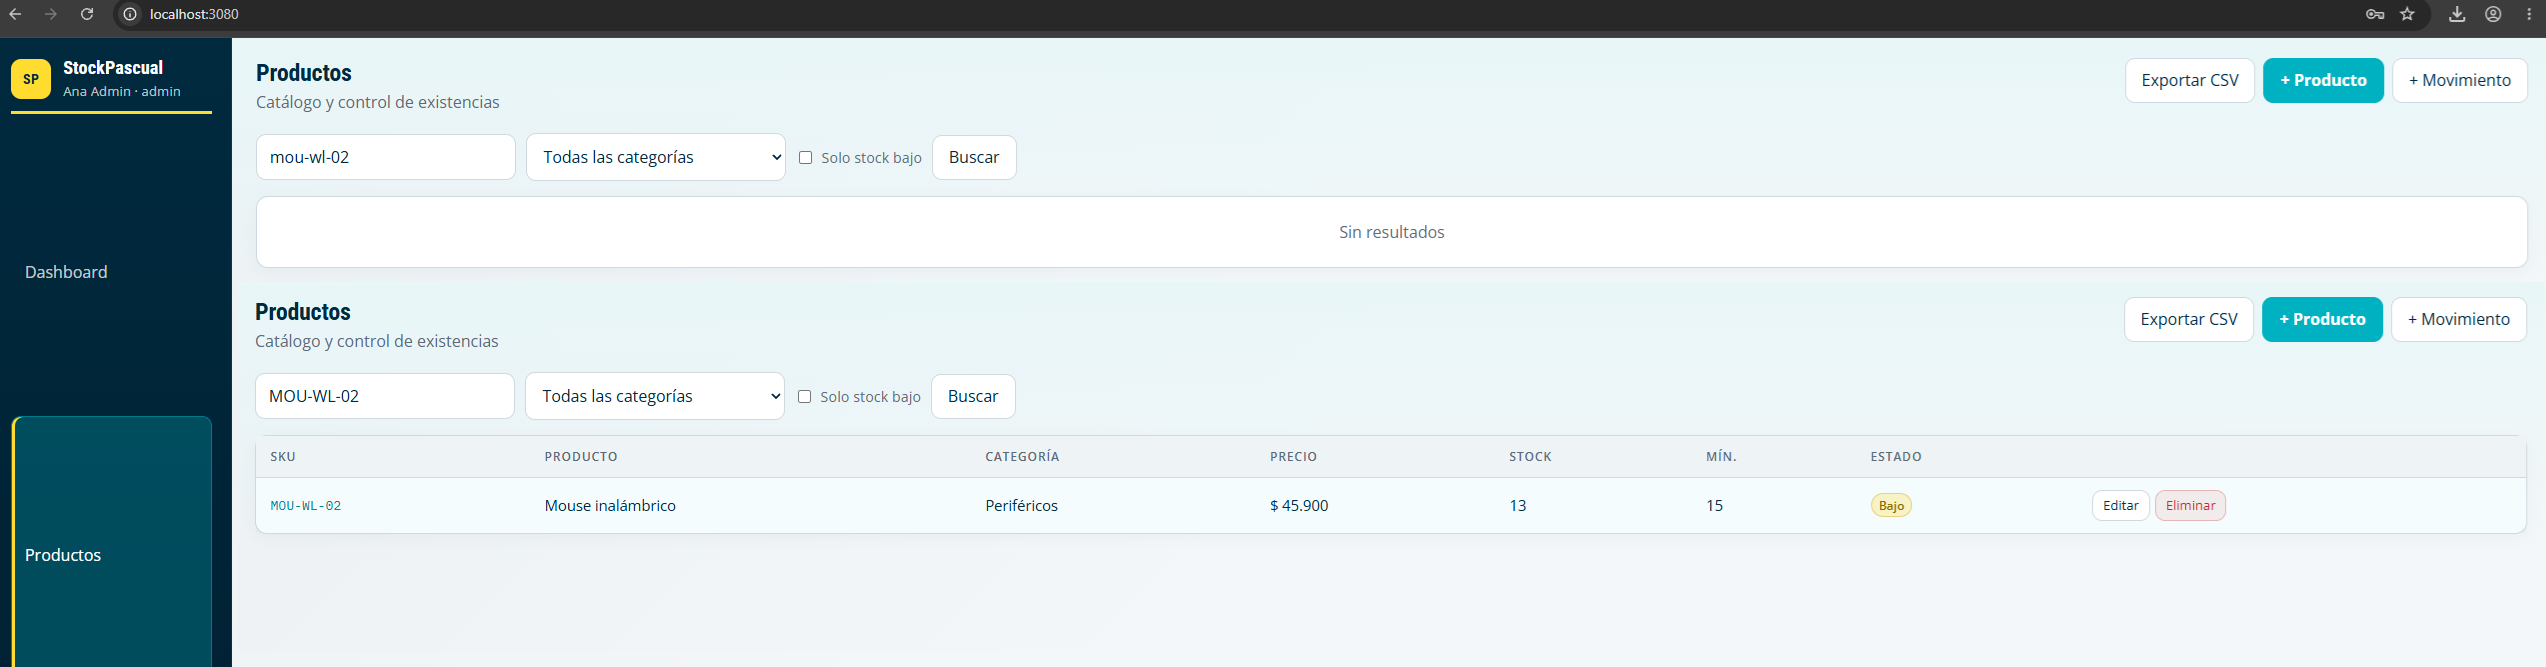 localhost:3080
SP
StockPascual
Ana Admin · admin
Dashboard
Productos
Productos
Catálogo y control de existencias
Exportar CSV
+ Producto
+ Movimiento
mou-wl-02
Todas las categorías
Solo stock bajo
Buscar
Sin resultados
Productos
Catálogo y control de existencias
Exportar CSV
+ Producto
+ Movimiento
MOU-WL-02
Todas las categorías
Solo stock bajo
Buscar
SKU PRODUCTO CATEGORÍA PRECIO STOCK MÍN. ESTADO
MOU-WL-02 Mouse inalámbrico Periféricos $ 45.900 13 15 Bajo Editar Eliminar